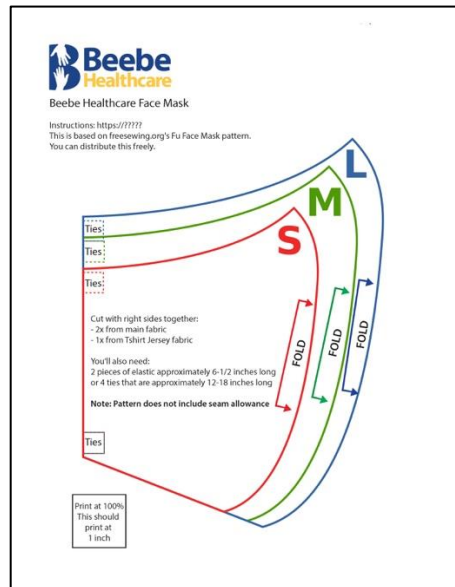 Beebe
Healthcare
Beebe Healthcare Face Mask
Instructions: https://?????
This is based on freesewing.org's Fu Face Mask pattern.
You can distribute this freely.
L
M
S
Ties
Ties
Ties
Cut with right sides together:
- 2x from main fabric
- 1x from Tshirt Jersey fabric
You'll also need:
2 pieces of elastic approximately 6-1/2 inches long
or 4 ties that are approximately 12-18 inches long
Note: Pattern does not include seam allowance
FOLD
FOLD
FOLD
Ties
Print at 100%
This should
print at
1 inch